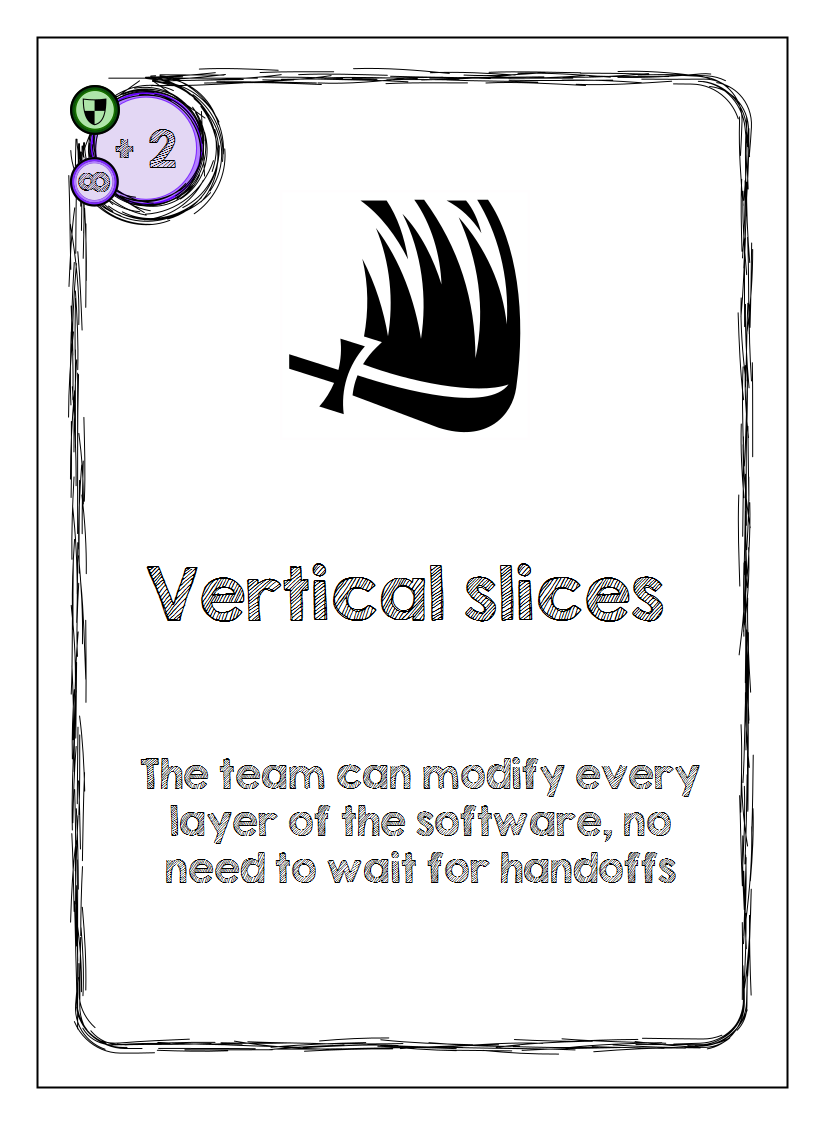 + 2
∞
Vertical slices
The team can modify every
layer of the software, no
need to wait for handoffs